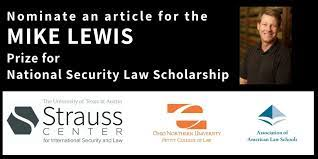 Nominate an article for the
MIKE LEWIS
Prize for
National Security Law Scholarship
The University of Texas at Austin
Strauss
CENTER
for International Security and Law
OHIO NORTHERN UNIVERSITY
PETTIT COLLEGE OF LAW
Association of
American Law Schools